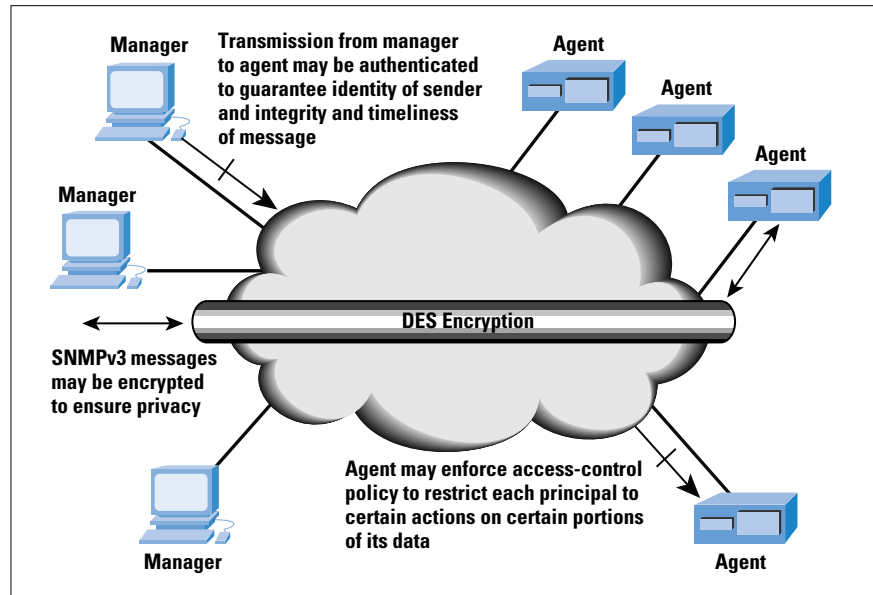 Manager
Transmission from manager
to agent may be authenticated
to guarantee identity of sender
and integrity and timeliness
of message
Agent
Agent
Agent
Manager
DES Encryption
SNMPv3 messages
may be encrypted
to ensure privacy
Agent may enforce access-control
policy to restrict each principal to
certain actions on certain portions
of its data
Manager
Agent